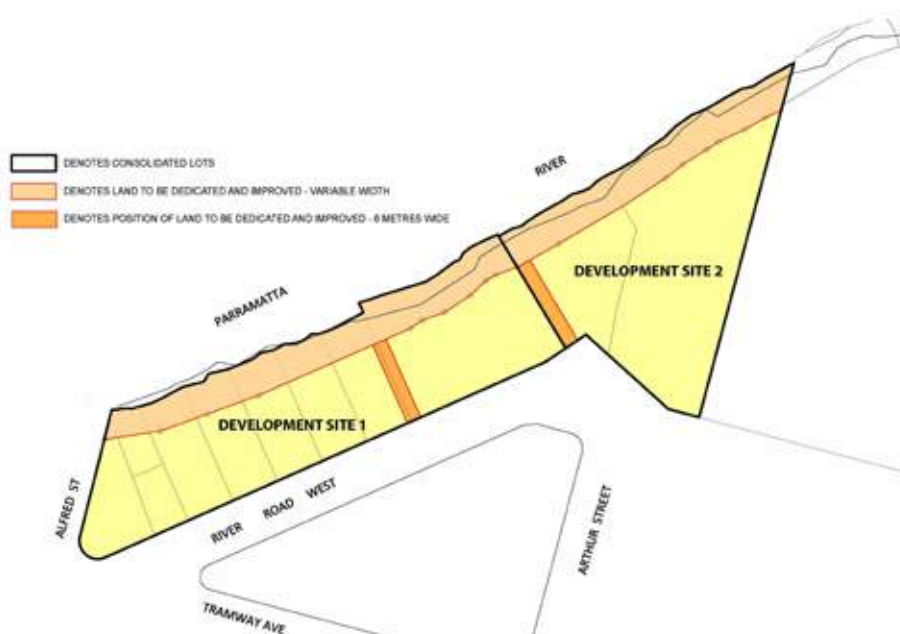 DENOTES CONSOLIDATED LOTS
DENOTES LAND TO BE DEDICATED AND IMPROVED - VARIABLE WIDTH
DENOTES POSITION OF LAND TO BE DEDICATED AND IMPROVED - 6 METRES WIDE
RIVER
PARRAMATTA
DEVELOPMENT SITE 2
DEVELOPMENT SITE 1
ALFRED ST
RIVER ROAD WEST
ARTHUR STREET
TRAMWAY AVE